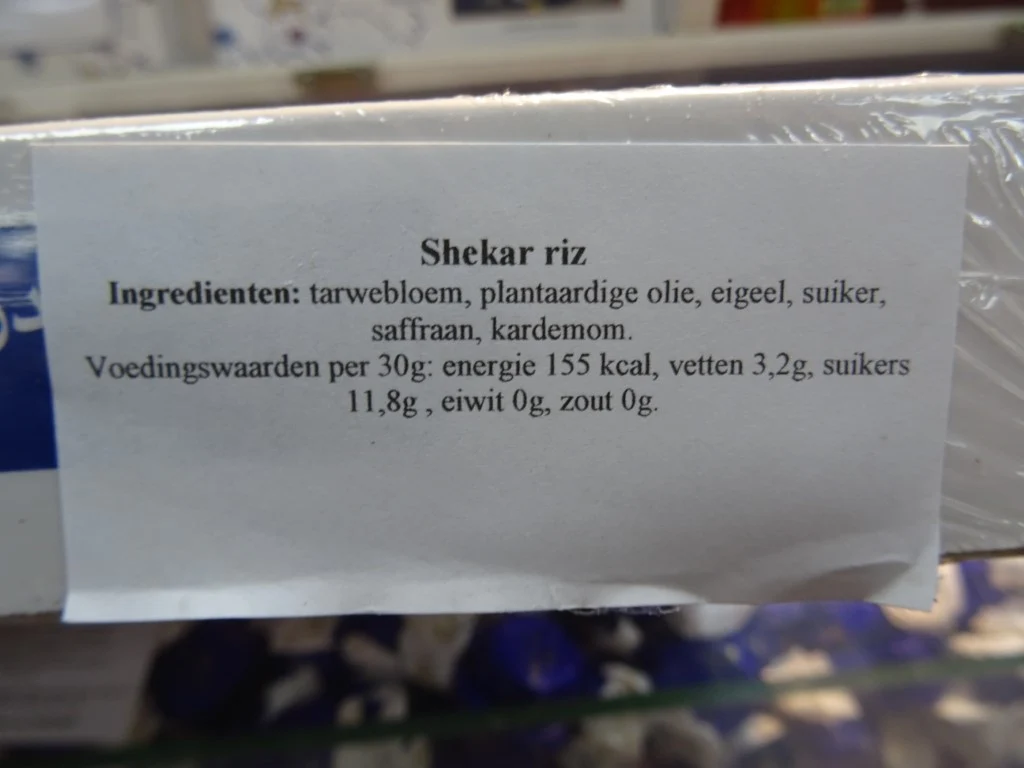 Shekar riz
Ingredienten: tarwebloem, plantaardige olie, eigeel, suiker,
saffraan, kardemom.
Voedingswaarden per 30g: energie 155 kcal, vetten 3,2g, suikers
11,8g , eiwit 0g, zout 0g.